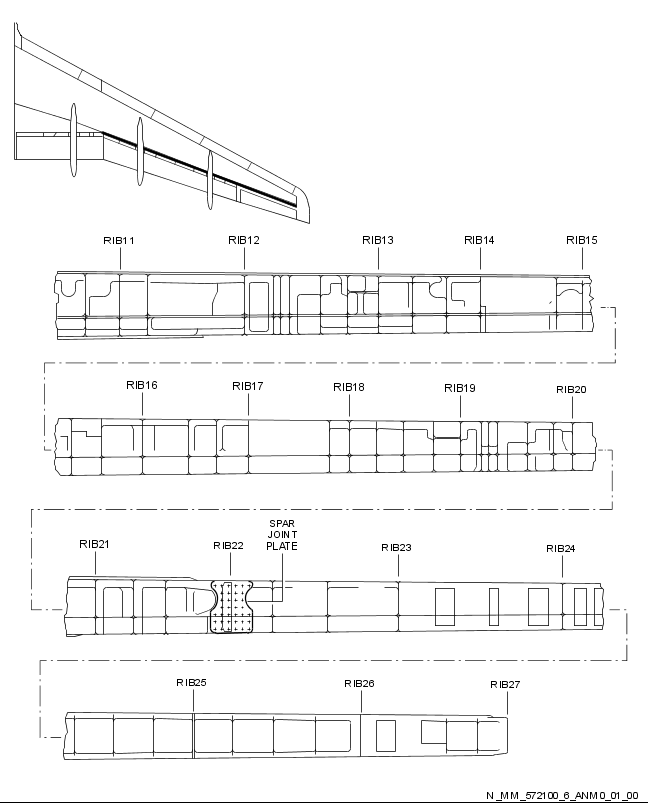 RIB11 RIB12 RIB13 RIB14 RIB15
RIB16 RIB17 RIB18 RIB19 RIB20
SPAR
JOINT
PLATE
RIB21 RIB22 RIB23 RIB24
RIB25 RIB26 RIB27
N_MM_572100_6_ANM0_01_00